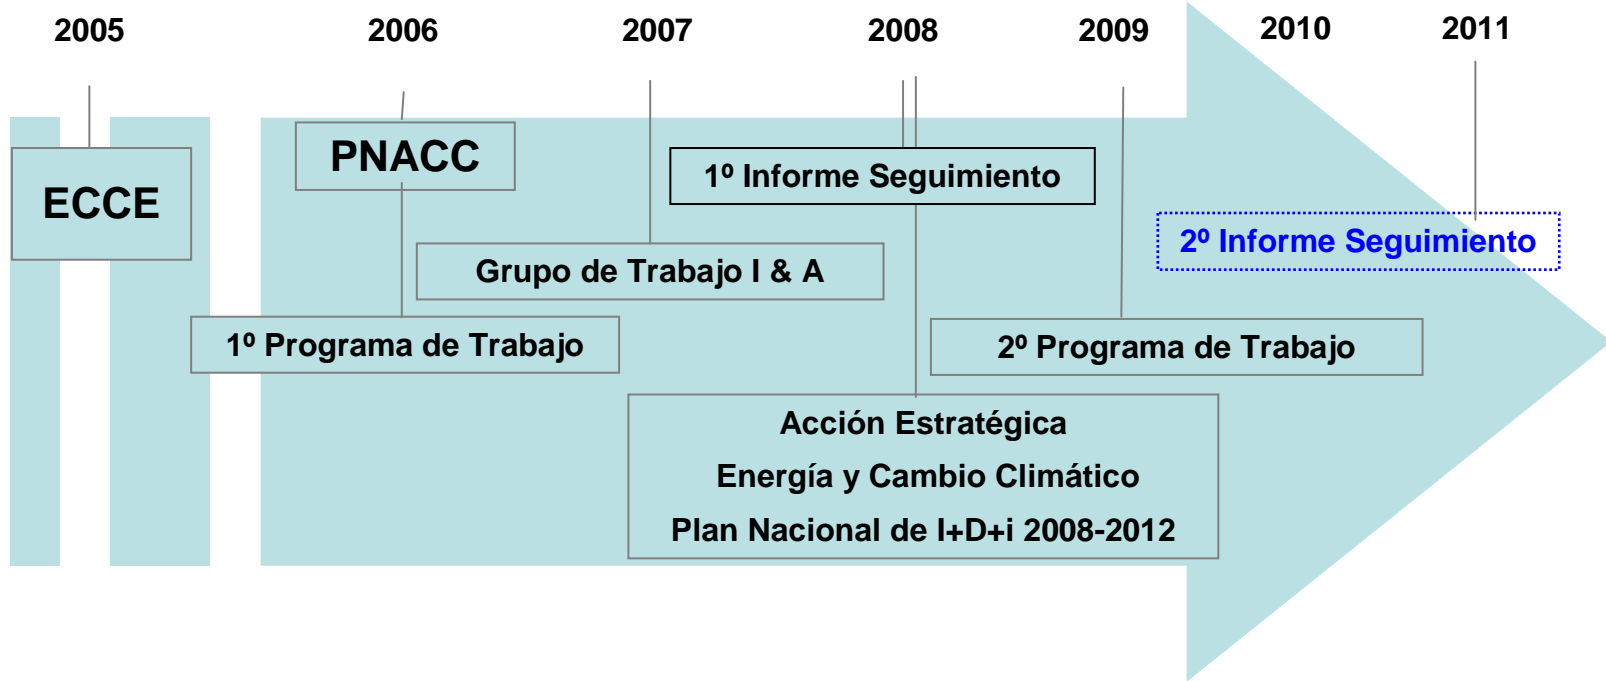 2005
2006
2007
2008
2009
2010
2011
ECCE
PNACC
1º Informe Seguimiento
2º Informe Seguimiento
Grupo de Trabajo I & A
1º Programa de Trabajo
2º Programa de Trabajo
Acción Estratégica
Energía y Cambio Climático
Plan Nacional de I+D+i 2008-2012